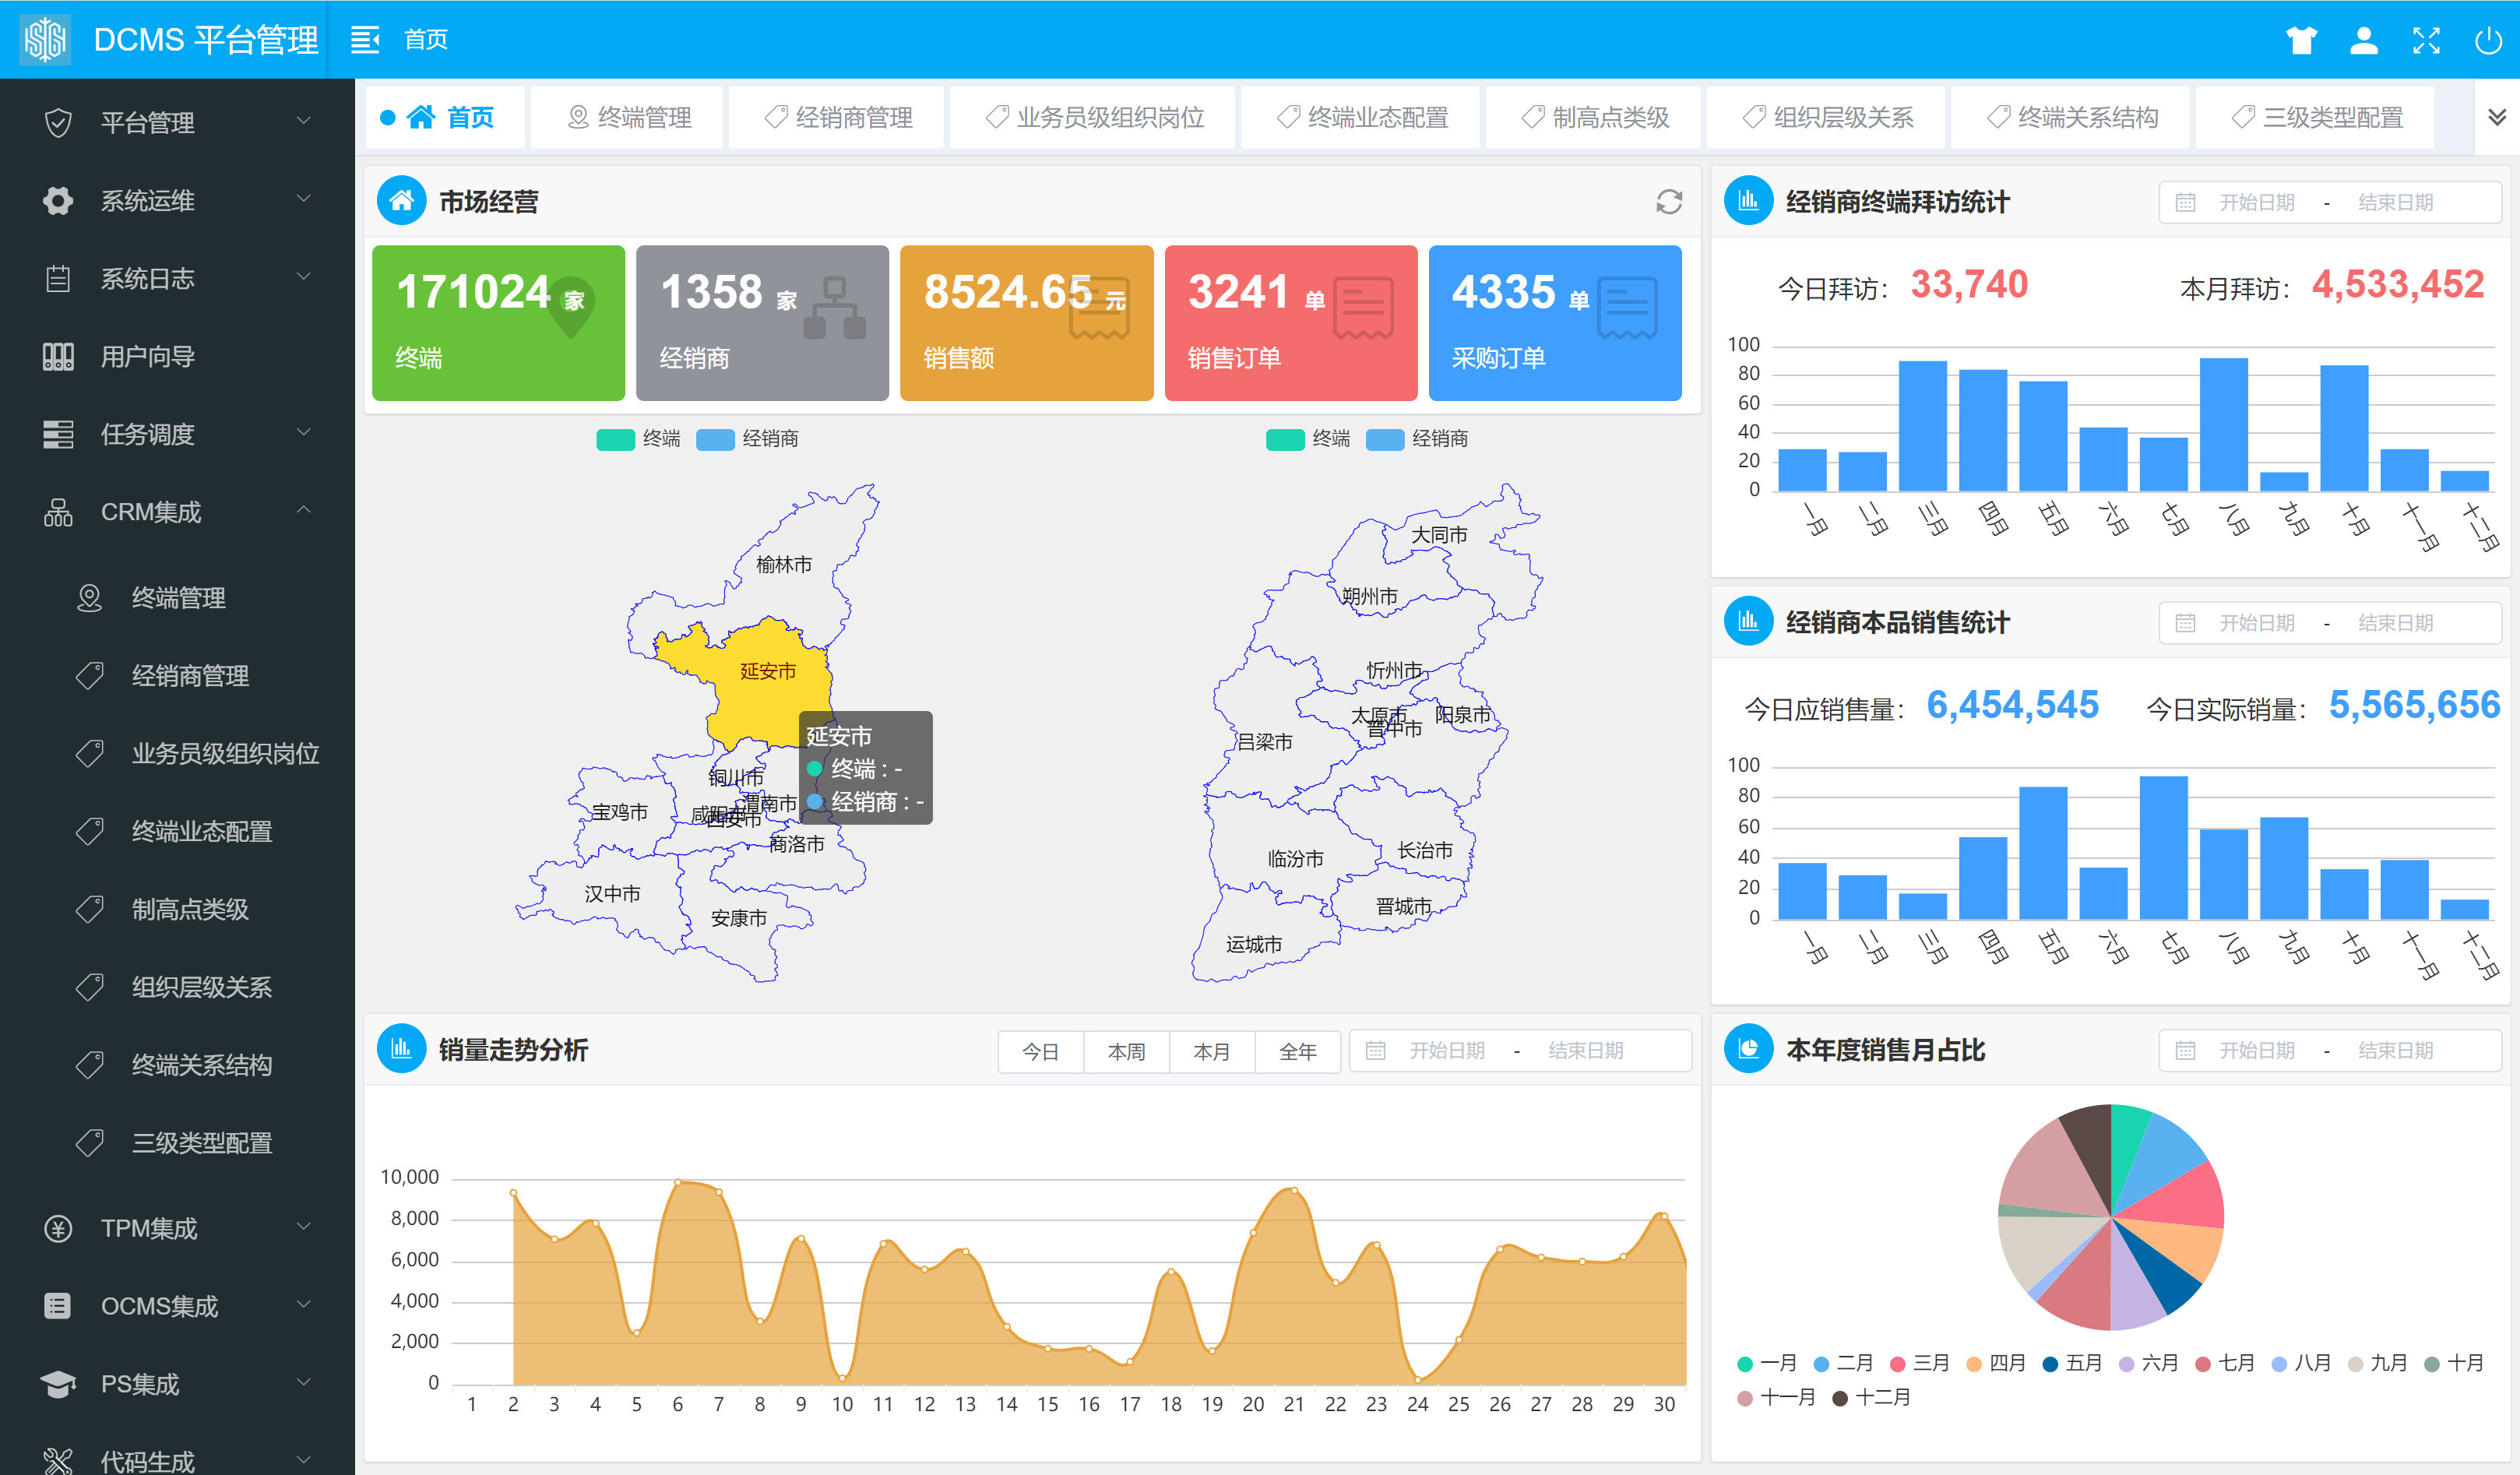 DCMS 平台管理
首页
平台管理
系统运维
系统日志
用户向导
任务调度
CRM集成
终端管理
经销商管理
业务员级组织岗位
终端业态配置
制高点类级
组织层级关系
终端关系结构
三级类型配置
TPM集成
OCMS集成
PS集成
代码生成
首页 终端管理 经销商管理 业务员级组织岗位 终端业态配置 制高点类级 组织层级关系 终端关系结构 三级类型配置
市场经营
171024 家
终端
1358 家
经销商
8524.65 元
销售额
3241 单
销售订单
4335 单
采购订单
终端 经销商
榆林市
延安市
延安市
终端 : -
经销商 : -
铜川市
渭南市
宝鸡市
咸阳市
西安市
商洛市
汉中市
安康市
终端 经销商
大同市
朔州市
忻州市
太原市
阳泉市
晋中市
吕梁市
长治市
临汾市
晋城市
运城市
销量走势分析
今日 本周 本月 全年 开始日期 - 结束日期
10,000
8,000
6,000
4,000
2,000
0
1 2 3 4 5 6 7 8 9 10 11 12 13 14 15 16 17 18 19 20 21 22 23 24 25 26 27 28 29 30
经销商终端拜访统计
开始日期 - 结束日期
今日拜访： 33,740 本月拜访： 4,533,452
100
80
60
40
20
0
一月 二月 三月 四月 五月 六月 七月 八月 九月 十月 十一月 十二月
经销商本品销售统计
开始日期 - 结束日期
今日应销售量： 6,454,545 今日实际销量： 5,565,656
100
80
60
40
20
0
一月 二月 三月 四月 五月 六月 七月 八月 九月 十月 十一月 十二月
本年度销售月占比
开始日期 - 结束日期
一月 二月 三月 四月 五月 六月 七月 八月 九月 十月
十一月 十二月